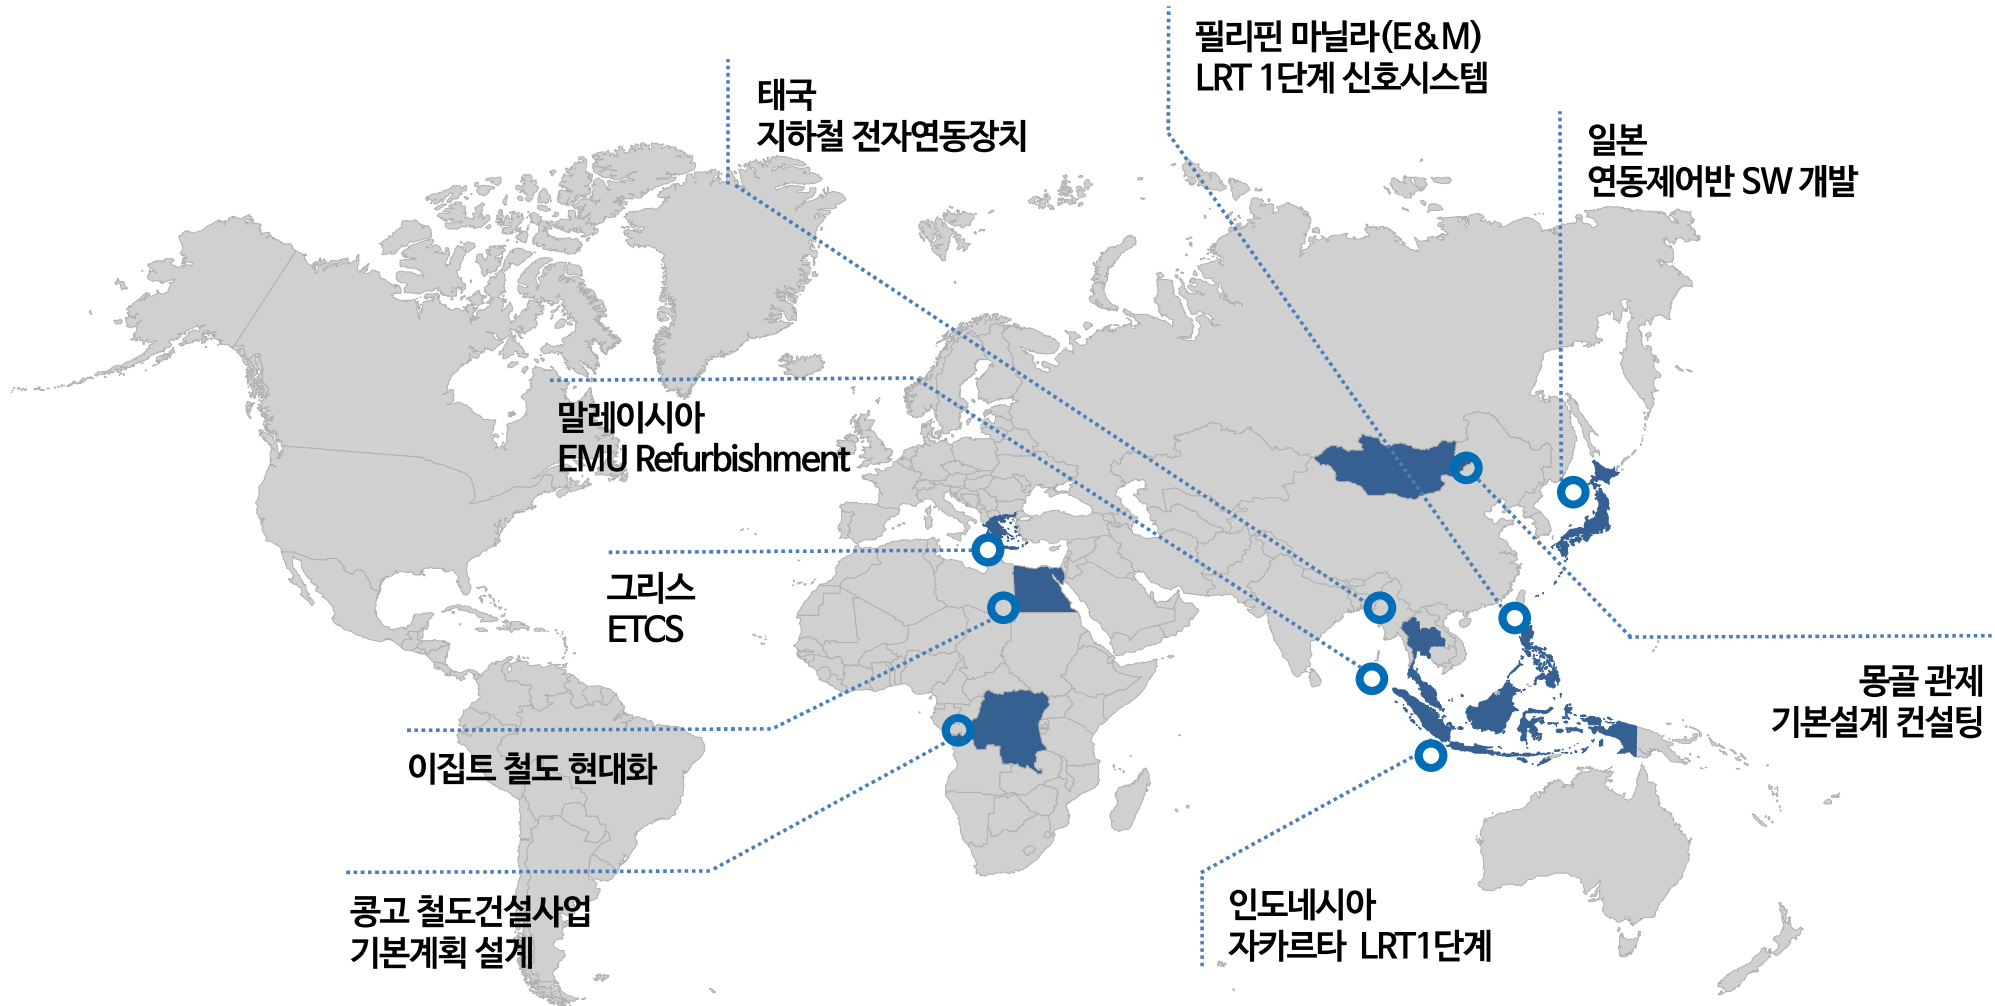 필리핀 마닐라(E&M)
LRT 1단계 신호시스템
태국
지하철 전자연동장치
일본
연동제어반 SW 개발
말레이시아
EMU Refurbishment
그리스
ETCS
몽골 관제
기본설계 컨설팅
이집트 철도 현대화
콩고 철도건설사업
기본계획 설계
인도네시아
자카르타 LRT1단계